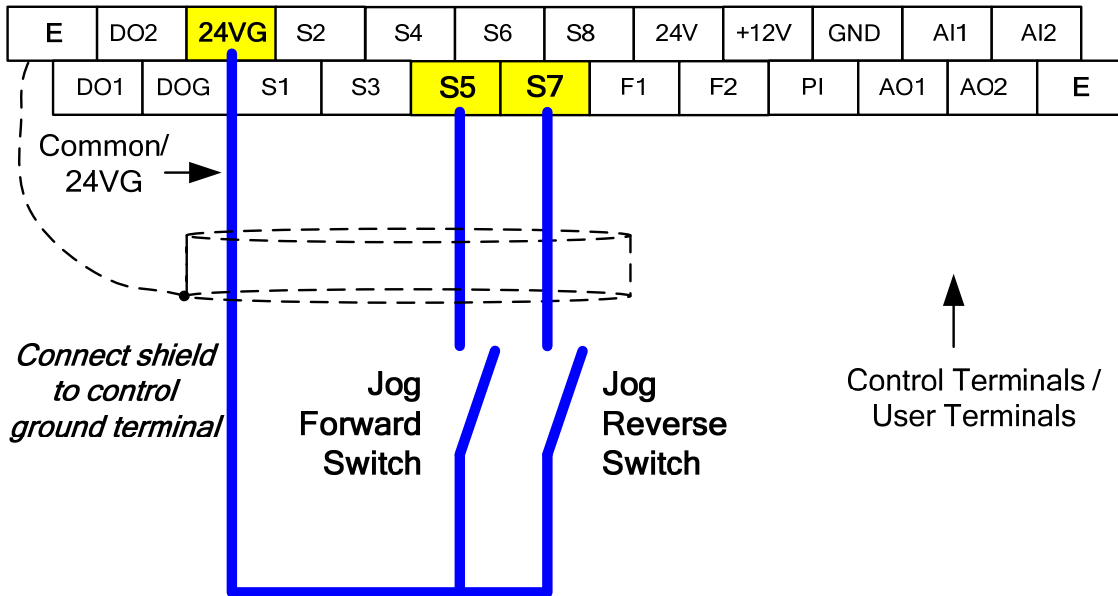 E DO2 24VG S2 S4 S6 S8 24V +12V GND AI1 AI2
DO1 DOG S1 S3 S5 S7 F1 F2 PI AO1 AO2 E
Common/
24VG
Connect shield
to control
ground terminal
Jog
Forward
Switch
Jog
Reverse
Switch
Control Terminals /
User Terminals